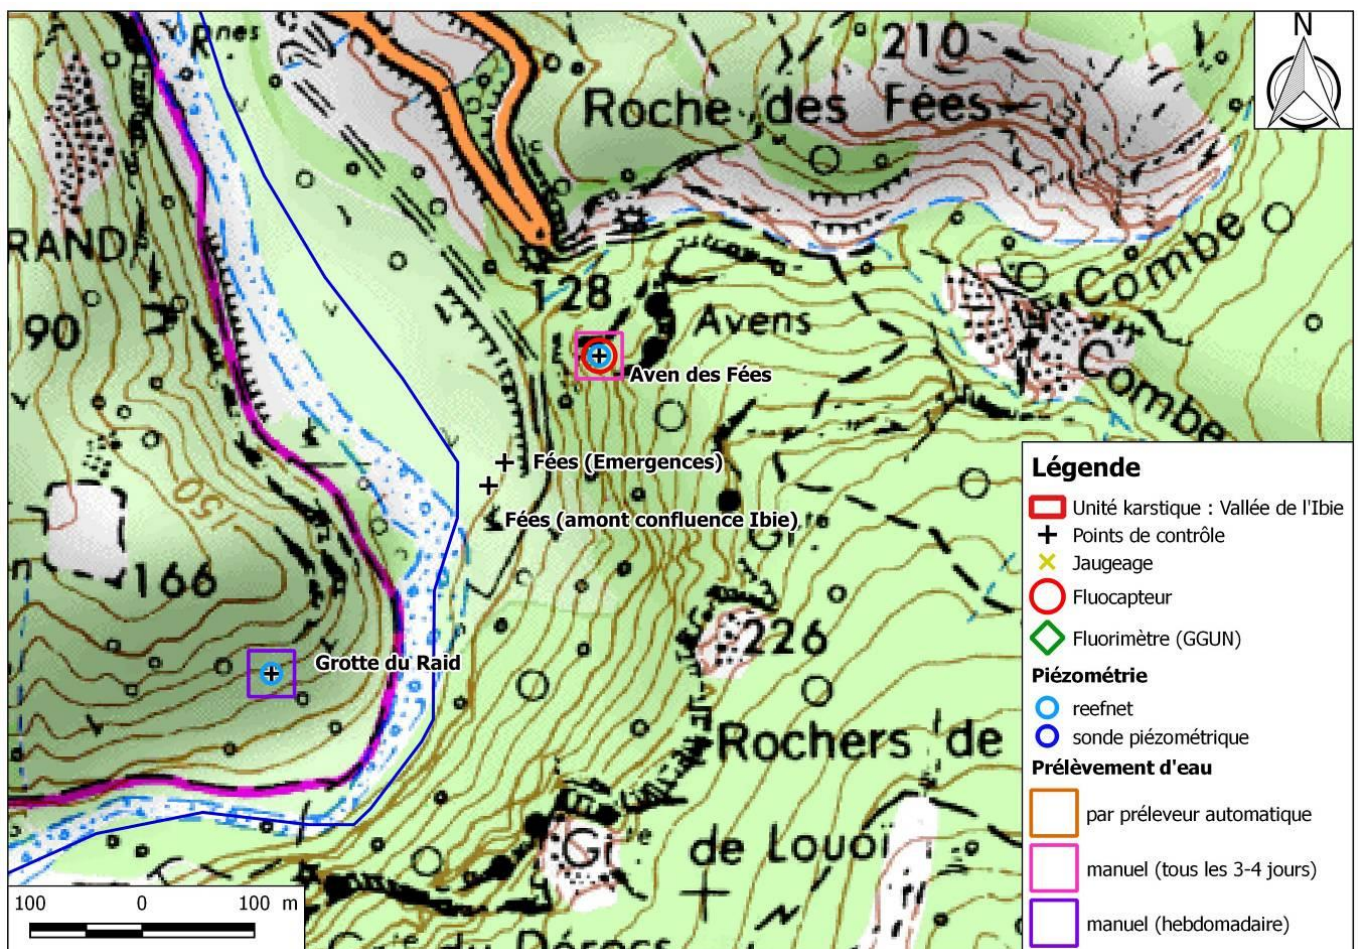 N
210
Roche des Fées
RAND
Combe
128
Avens
90
Aven des Fées
Combe
Fées (Emergences)
150
Fées (amont confluence Ibie)
166
226
Grotte du Raid
Rochers de
de Louoï
100 0 100 m
Légende
Unité karstique : Vallée de l'Ibie
Points de contrôle
Jaugeage
Fluocapteur
Fluorimètre (GGUN)
Piézométrie
reefnet
sonde piézométrique
Prélèvement d'eau
par préleveur automatique
manuel (tous les 3-4 jours)
manuel (hebdomadaire)